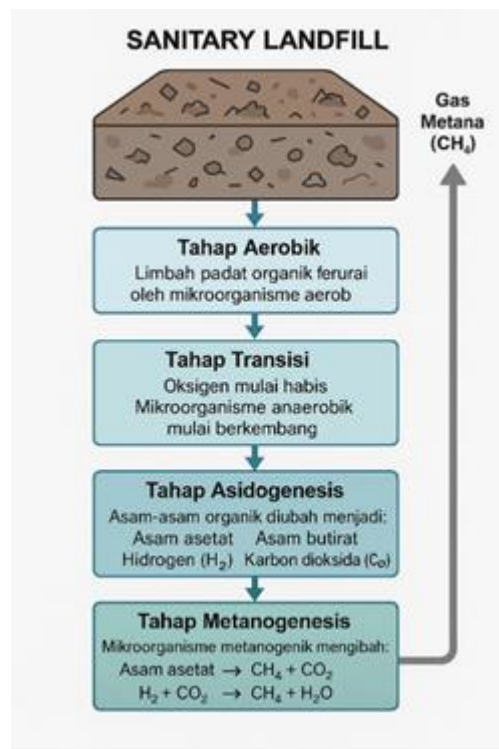 SANITARY LANDFILL
Gas
Metana
(CH₄)
Tahap Aerobik
Limbah padat organik ferurai
oleh mikroorganisme aerob
Tahap Transisi
Oksigen mulai habis
Mikroorganisme anaerobik
mulai berkembang
Tahap Asidogenesis
Asam-asam organik diubah menjadi:
Asam asetat Asam butirat
Hidrogen (H₂) Karbon dioksida (Co)
Tahap Metanogenesis
Mikroorganisme metanogenik mengibah:
Asam asetat → CH₄ + CO₂
H₂ + CO₂ → CH₄ + H₂O